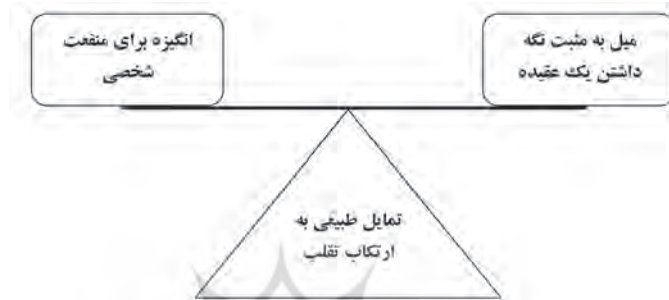 میل به مثبت نگه
داشتن یک عقیده
انگیزه برای منفعت
شخصی
تمایل طبیعی به
ارتکاب تقلب